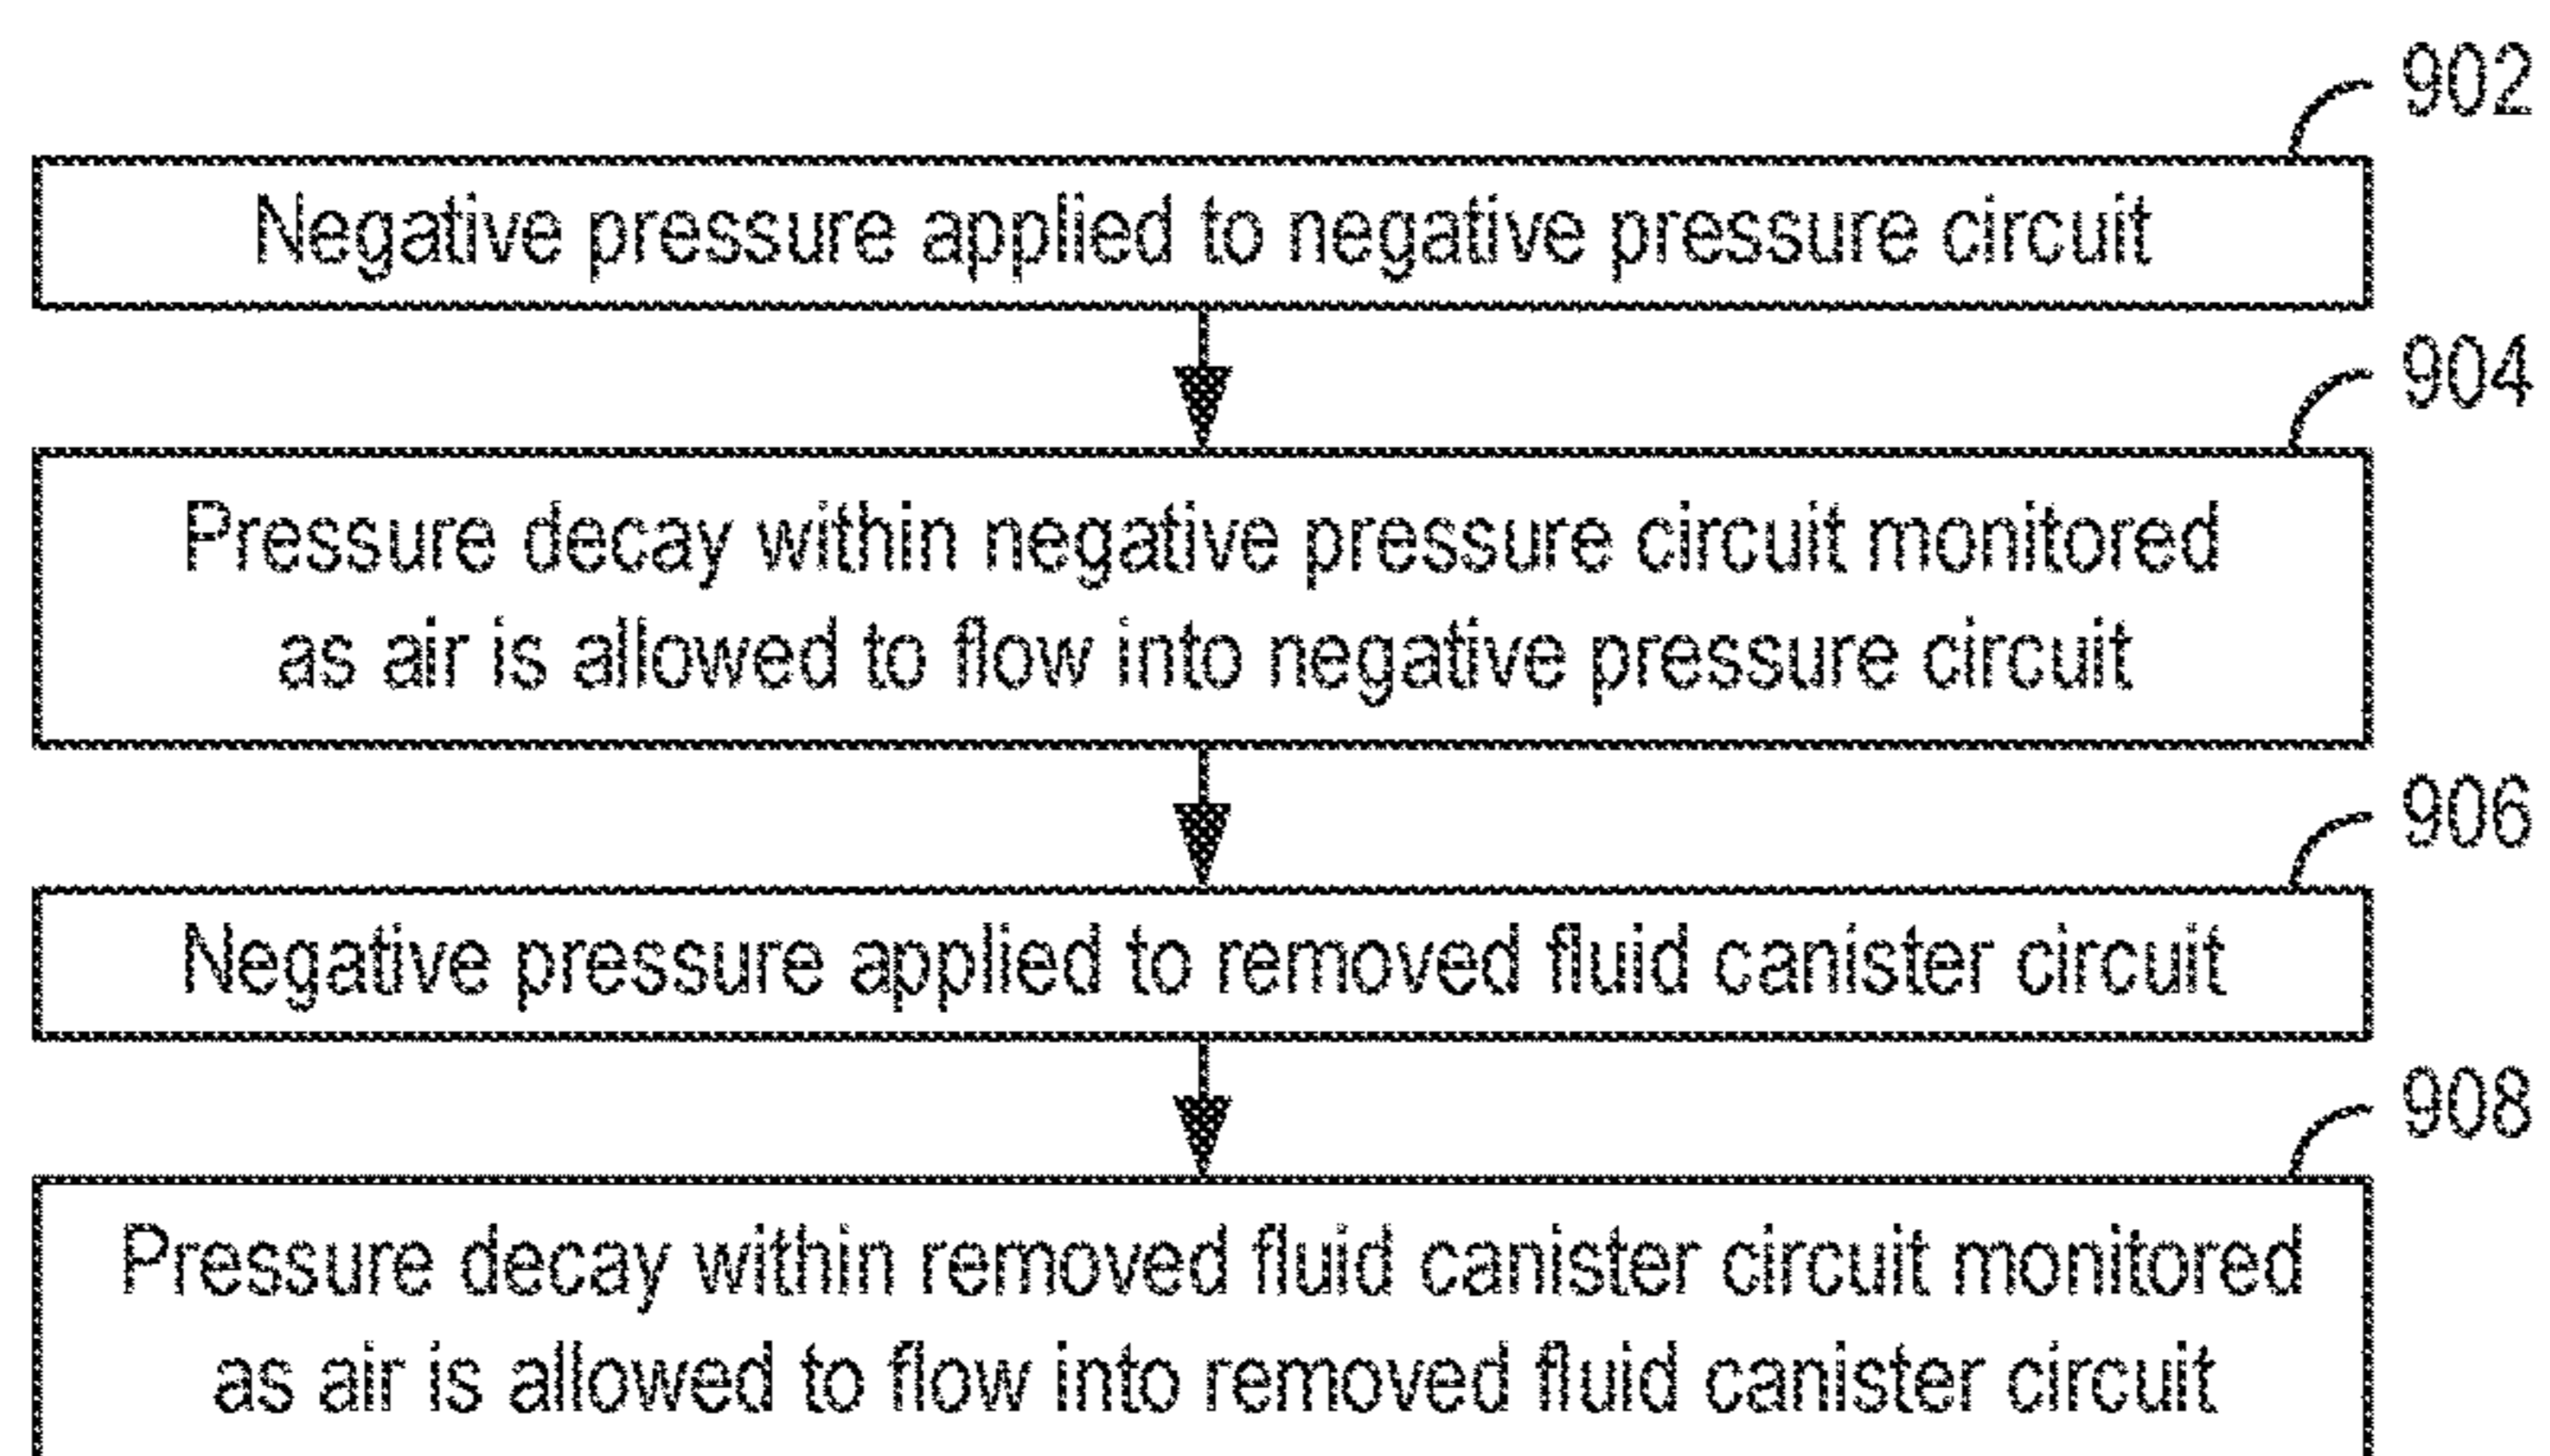 902
Negative pressure applied to negative pressure circuit
904
Pressure decay within negative pressure circuit monitored
as air is allowed to flow into negative pressure circuit
906
Negative pressure applied to removed fluid canister circuit
908
Pressure decay within removed fluid canister circuit monitored
as air is allowed to flow into removed fluid canister circuit